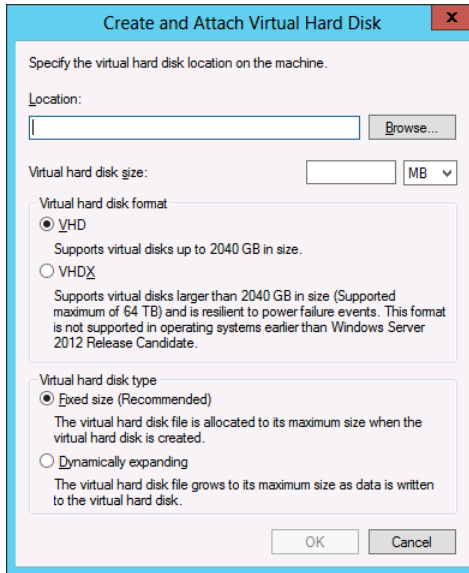 Create and Attach Virtual Hard Disk
x
Specify the virtual hard disk location on the machine.
Location:
Browse...
Virtual hard disk size:
MB
Virtual hard disk format
VHD
Supports virtual disks up to 2040 GB in size.
VHDX
Supports virtual disks larger than 2040 GB in size (Supported
maximum of 64 TB) and is resilient to power failure events. This format
is not supported in operating systems earlier than Windows Server
2012 Release Candidate.
Virtual hard disk type
Fixed size (Recommended)
The virtual hard disk file is allocated to its maximum size when the
virtual hard disk is created.
Dynamically expanding
The virtual hard disk file grows to its maximum size as data is written
to the virtual hard disk.
OK
Cancel